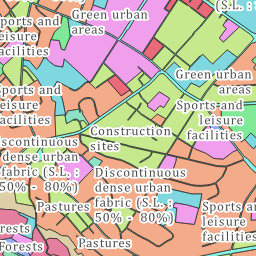 (S.L. :
Green urban
areas
Sports and
leisure
facilities
Green urban
areas
Sports and
leisure
facilities
Sports and
leisure
facilities
Construction
sites
Discontinuous
dense urban
fabric (S.L. :
50% - 80%)
Discontinuous
dense urban
fabric (S.L. :
50% - 80%)
Pastures
Sports and
leisure
facilities
Forests
Forests
Pastures